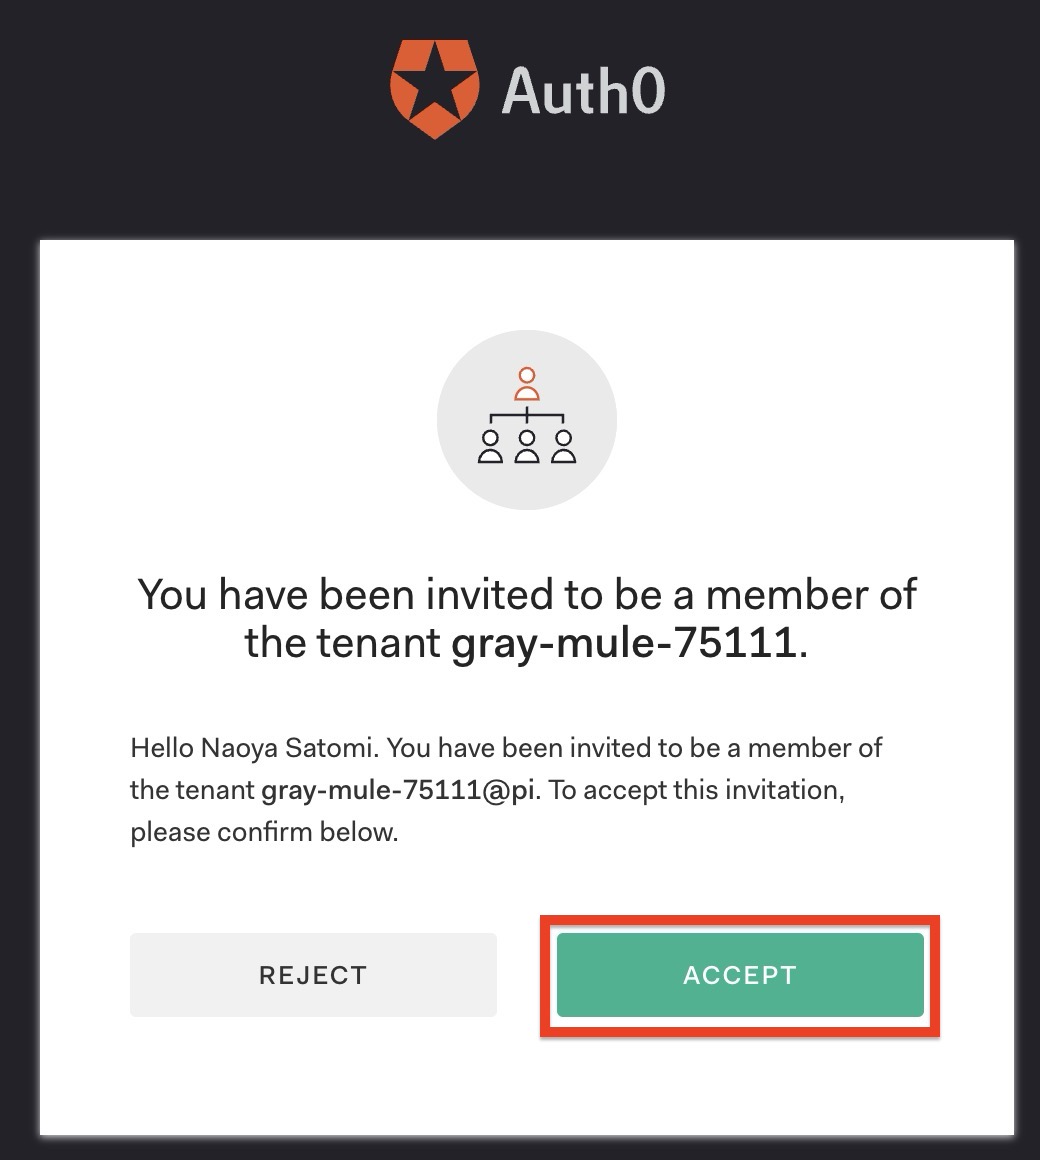 Auth0
You have been invited to be a member of
the tenant gray-mule-75111.
Hello Naoya Satomi. You have been invited to be a member of
the tenant gray-mule-75111@pi. To accept this invitation,
please confirm below.
REJECT
ACCEPT